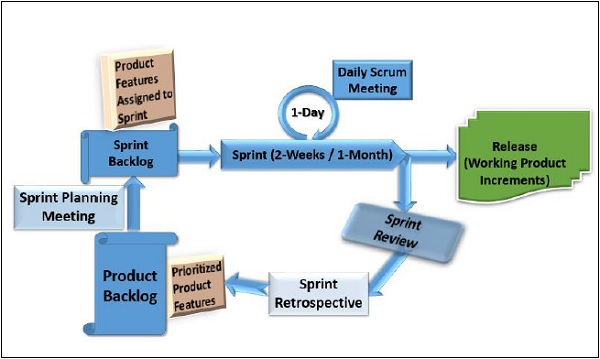 Product
Features
Assigned to
Sprint
Daily Scrum
Meeting
1-Day
Sprint
Backlog
Sprint (2-Weeks / 1-Month)
Release
(Working Product
Increments)
Sprint Planning
Meeting
Sprint
Review
Product
Backlog
Prioritized
Product
Features
Sprint
Retrospective